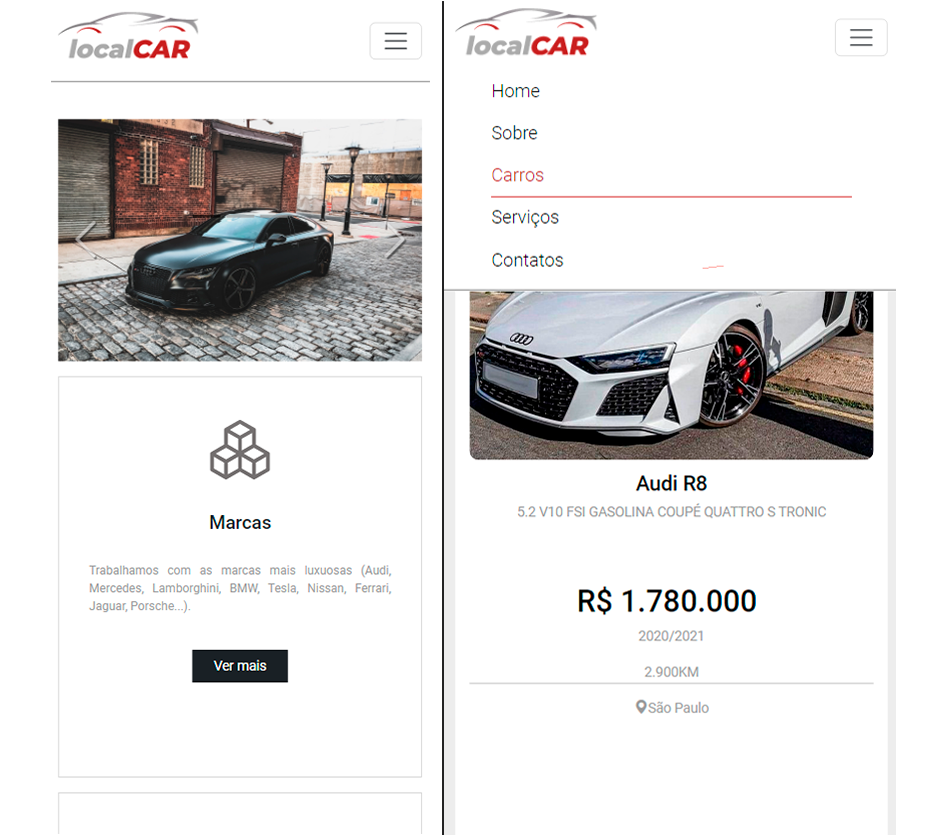 localCAR
Marcas
Trabalhamos com as marcas mais luxuosas (Audi,
Mercedes, Lamborghini, BMW, Tesla, Nissan, Ferrari,
Jaguar, Porsche...).
Ver mais
localCAR
Home
Sobre
Carros
Serviços
Contatos
Audi R8
5.2 V10 FSI GASOLINA COUPÉ QUATTRO S TRONIC
R$ 1.780.000
2020/2021
2.900KM
São Paulo